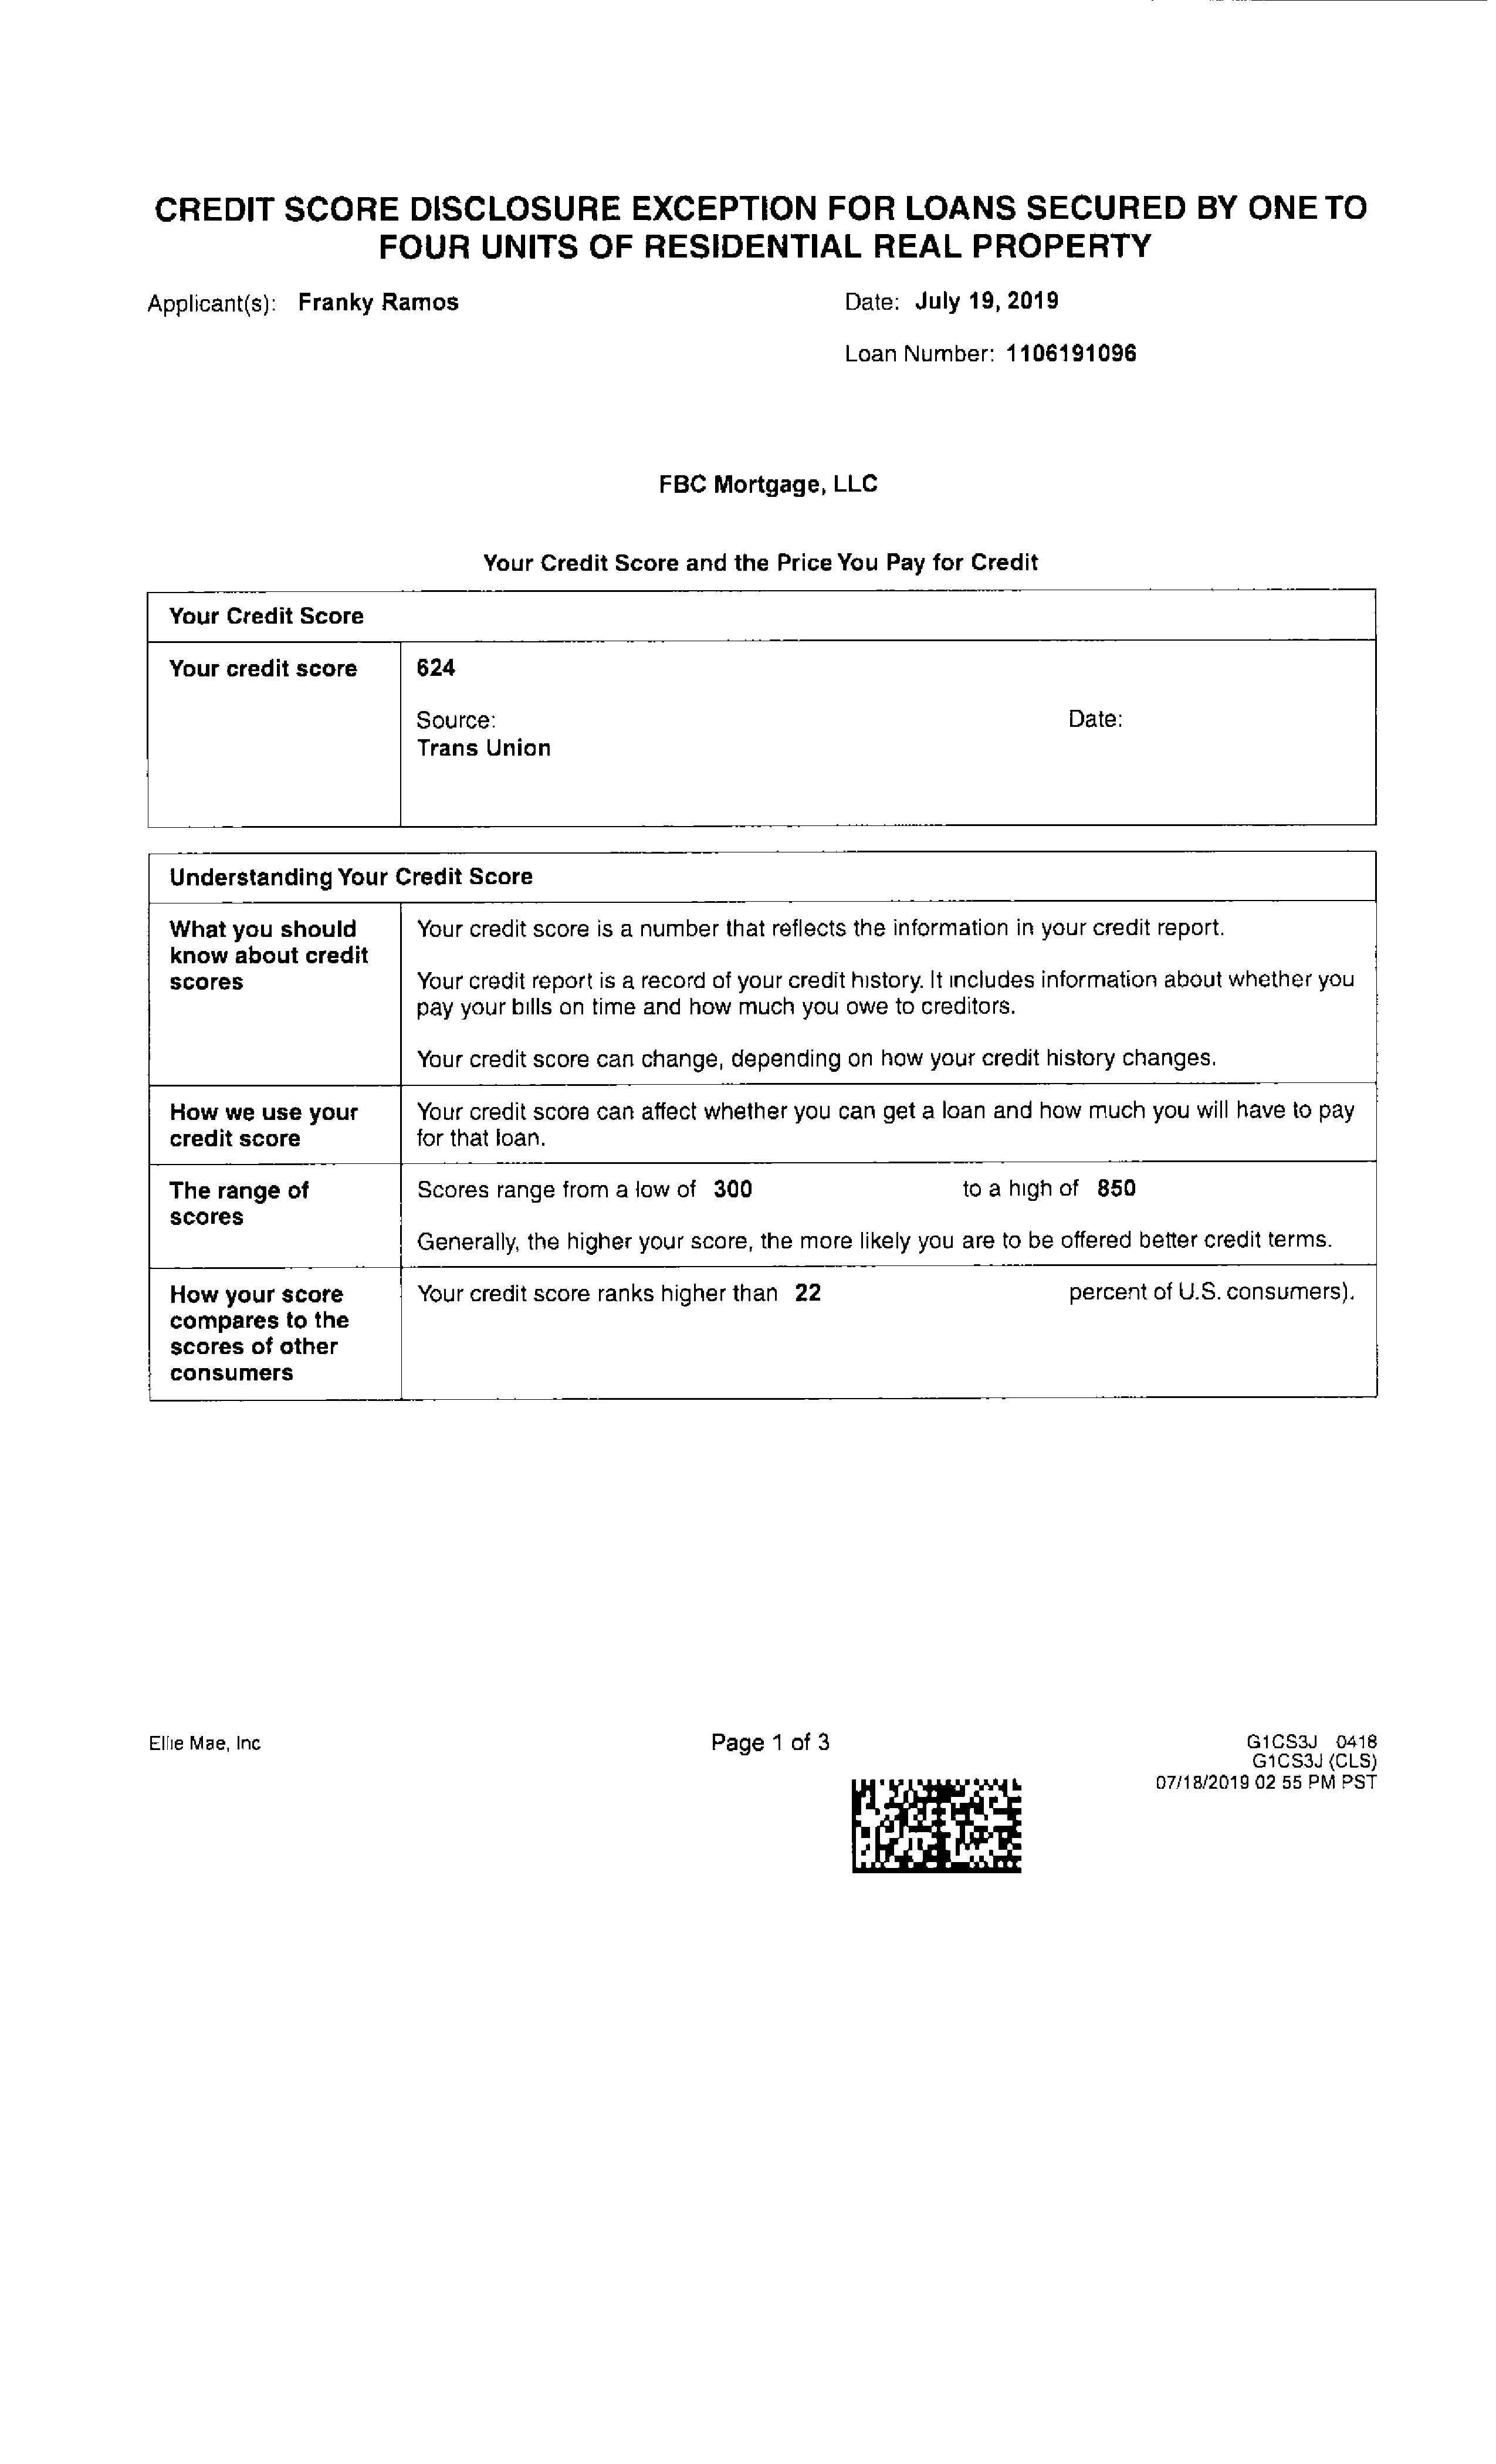 CREDIT SCORE DISCLOSURE EXCEPTION FOR LOANS SECURED BY ONE TO
FOUR UNITS OF RESIDENTIAL REAL PROPERTY
Applicant(s): Franky Ramos
Date: July 19, 2019
Loan Number: 1106191096
FBC Mortgage, LLC
Your Credit Score and the Price You Pay for Credit
Your Credit Score
Your credit score
624
Source:
Date:
Trans Union
Understanding Your Credit Score
What you should
know about credit
scores
Your credit score is a number that reflects the information in your credit report.
Your credit report is a record of your credit history. It includes information about whether you
pay your bills on time and how much you owe to creditors.
Your credit score can change, depending on how your credit history changes.
How we use your
credit score
Your credit score can affect whether you can get a loan and how much you will have to pay
for that loan.
The range of
scores
Scores range from a low of 300 to a high of 850
Generally, the higher your score, the more likely you are to be offered better credit terms.
How your score
compares to the
scores of other
consumers
Your credit score ranks higher than 22 percent of U.S. consumers).
Ellie Mae, Inc
Page 1 of 3
G1CS3J 0418
G1CS3J (CLS)
07/18/2019 02 55 PM PST